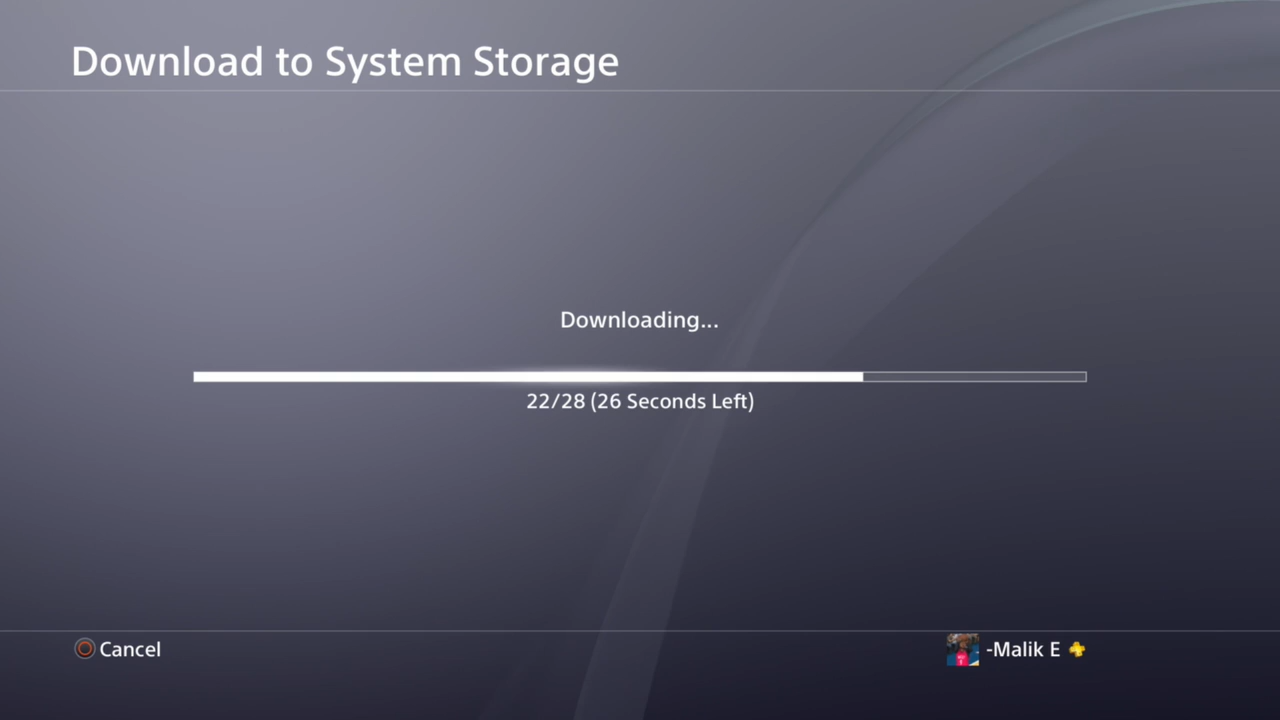 Download to System Storage
Downloading...
22/28 (26 Seconds Left)
Cancel
-Malik E